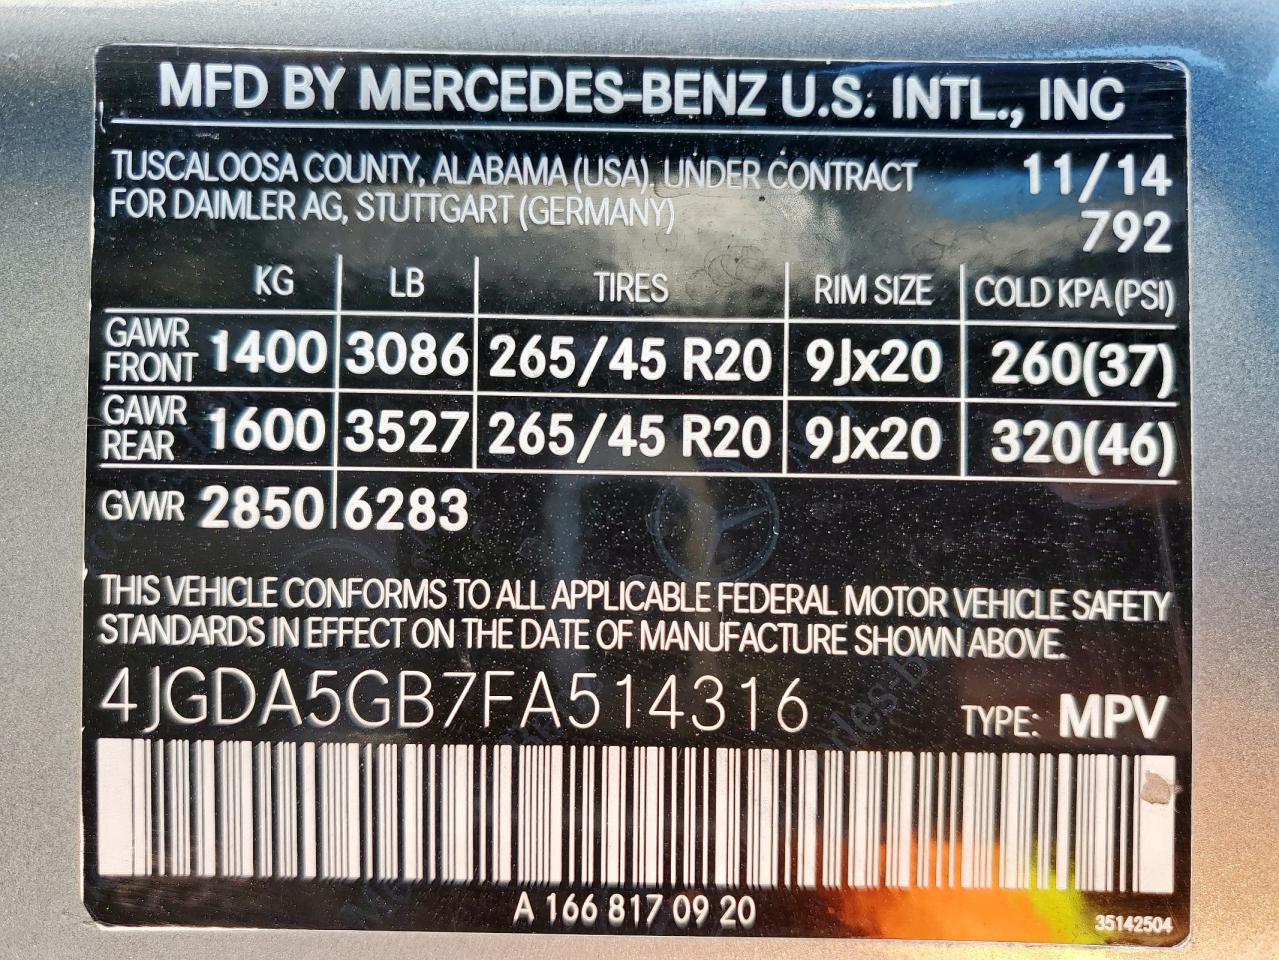 MFD BY MERCEDES-BENZ U.S. INTL., INC
TUSCALOOSA COUNTY, ALABAMA (USA) UNDER CONTRACT 11/14
FOR DAIMLER AG, STUTTGART (GERMANY) 792
KG LB TIRES RIM SIZE COLD KPA (PSI)
GAWR FRONT 1400 3086 265/45 R20 9Jx20 260(37)
GAWR REAR 1600 3527 265/45 R20 9Jx20 320(46)
GVWR 2850 6283
THIS VEHICLE CONFORMS TO ALL APPLICABLE FEDERAL MOTOR VEHICLE SAFETY
STANDARDS IN EFFECT ON THE DATE OF MANUFACTURE SHOWN ABOVE.
4JGDA5GB7FA514316 TYPE: MPV
A 166 817 09 20
35142504